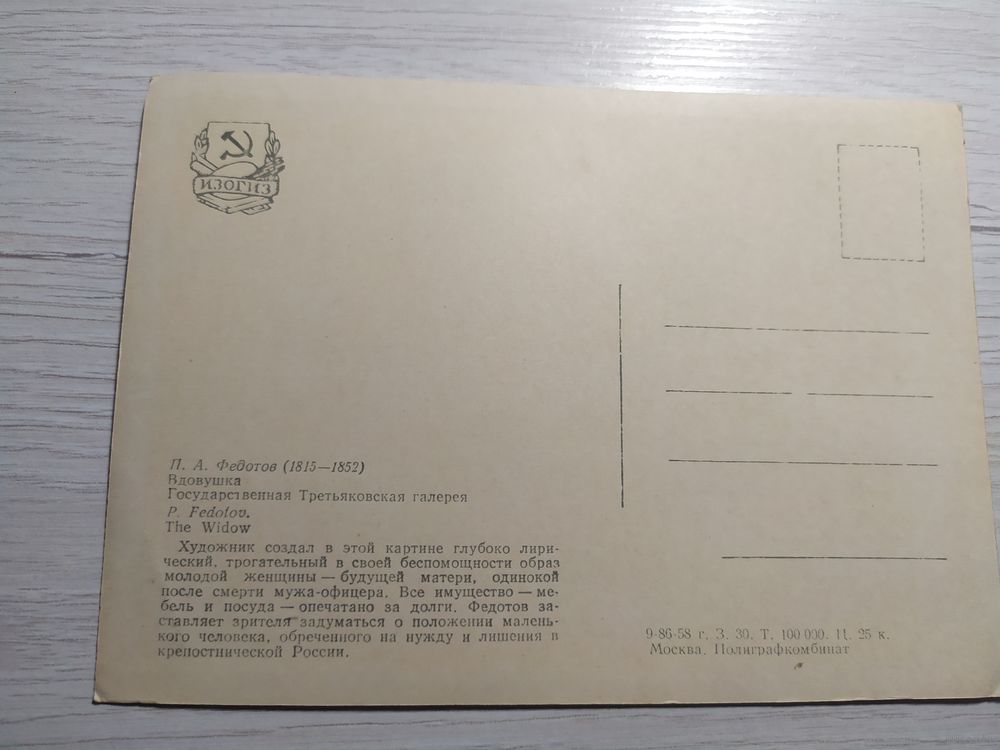 ИЗОГИЗ
П. А. Федотов (1815—1852)
Вдовушка
Государственная Третьяковская галерея
P. Fedotov.
The Widow
Художник создал в этой картине глубоко лири-
ческий, трогательный в своей беспомощности образ
молодой женщины — будущей матери, одинокой
после смерти мужа-офицера. Все имущество — ме-
бель и посуда — опечатано за долги. Федотов за-
ставляет зрителя задуматься о положении малень-
кого человека, обреченного на нужду и лишения в
крепостнической России.
9-86-58 г. З. 30. Т. 100 000. Ц. 25 к.
Москва. Полиграфкомбинат